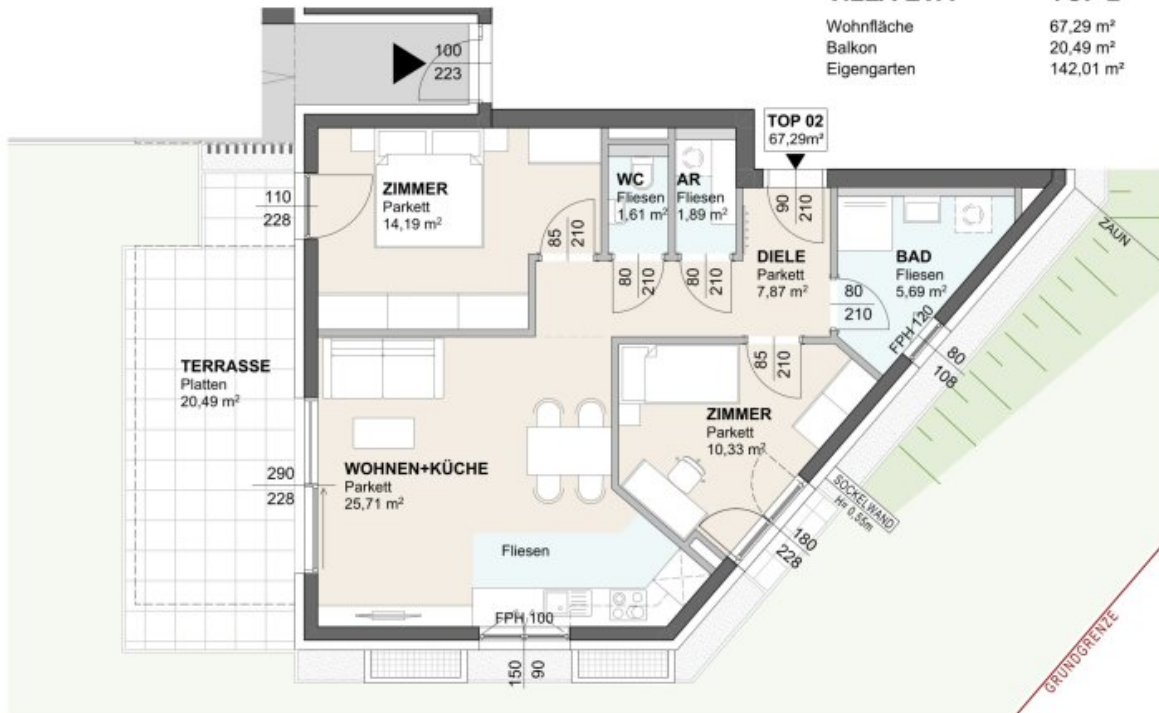 Wohnfläche 67,29 m²
Balkon 20,49 m²
Eigengarten 142,01 m²
100
223
TOP 02
67,29m²
110
228
ZIMMER
Parkett
14,19 m²
85
210
WC
Fliesen
1,61 m²
AR
Fliesen
1,89 m²
80
210
80
210
90
210
DIELE
Parkett
7,87 m²
BAD
Fliesen
5,69 m²
80
210
ZAUN
FPH 120
80
108
TERRASSE
Platten
20,49 m²
85
210
ZIMMER
Parkett
10,33 m²
WOHNEN+KÜCHE
Parkett
25,71 m²
290
228
SOCKELWAND
H= 0,55m
180
228
Fliesen
FPH 100
150
90
GRUNDGRENZE